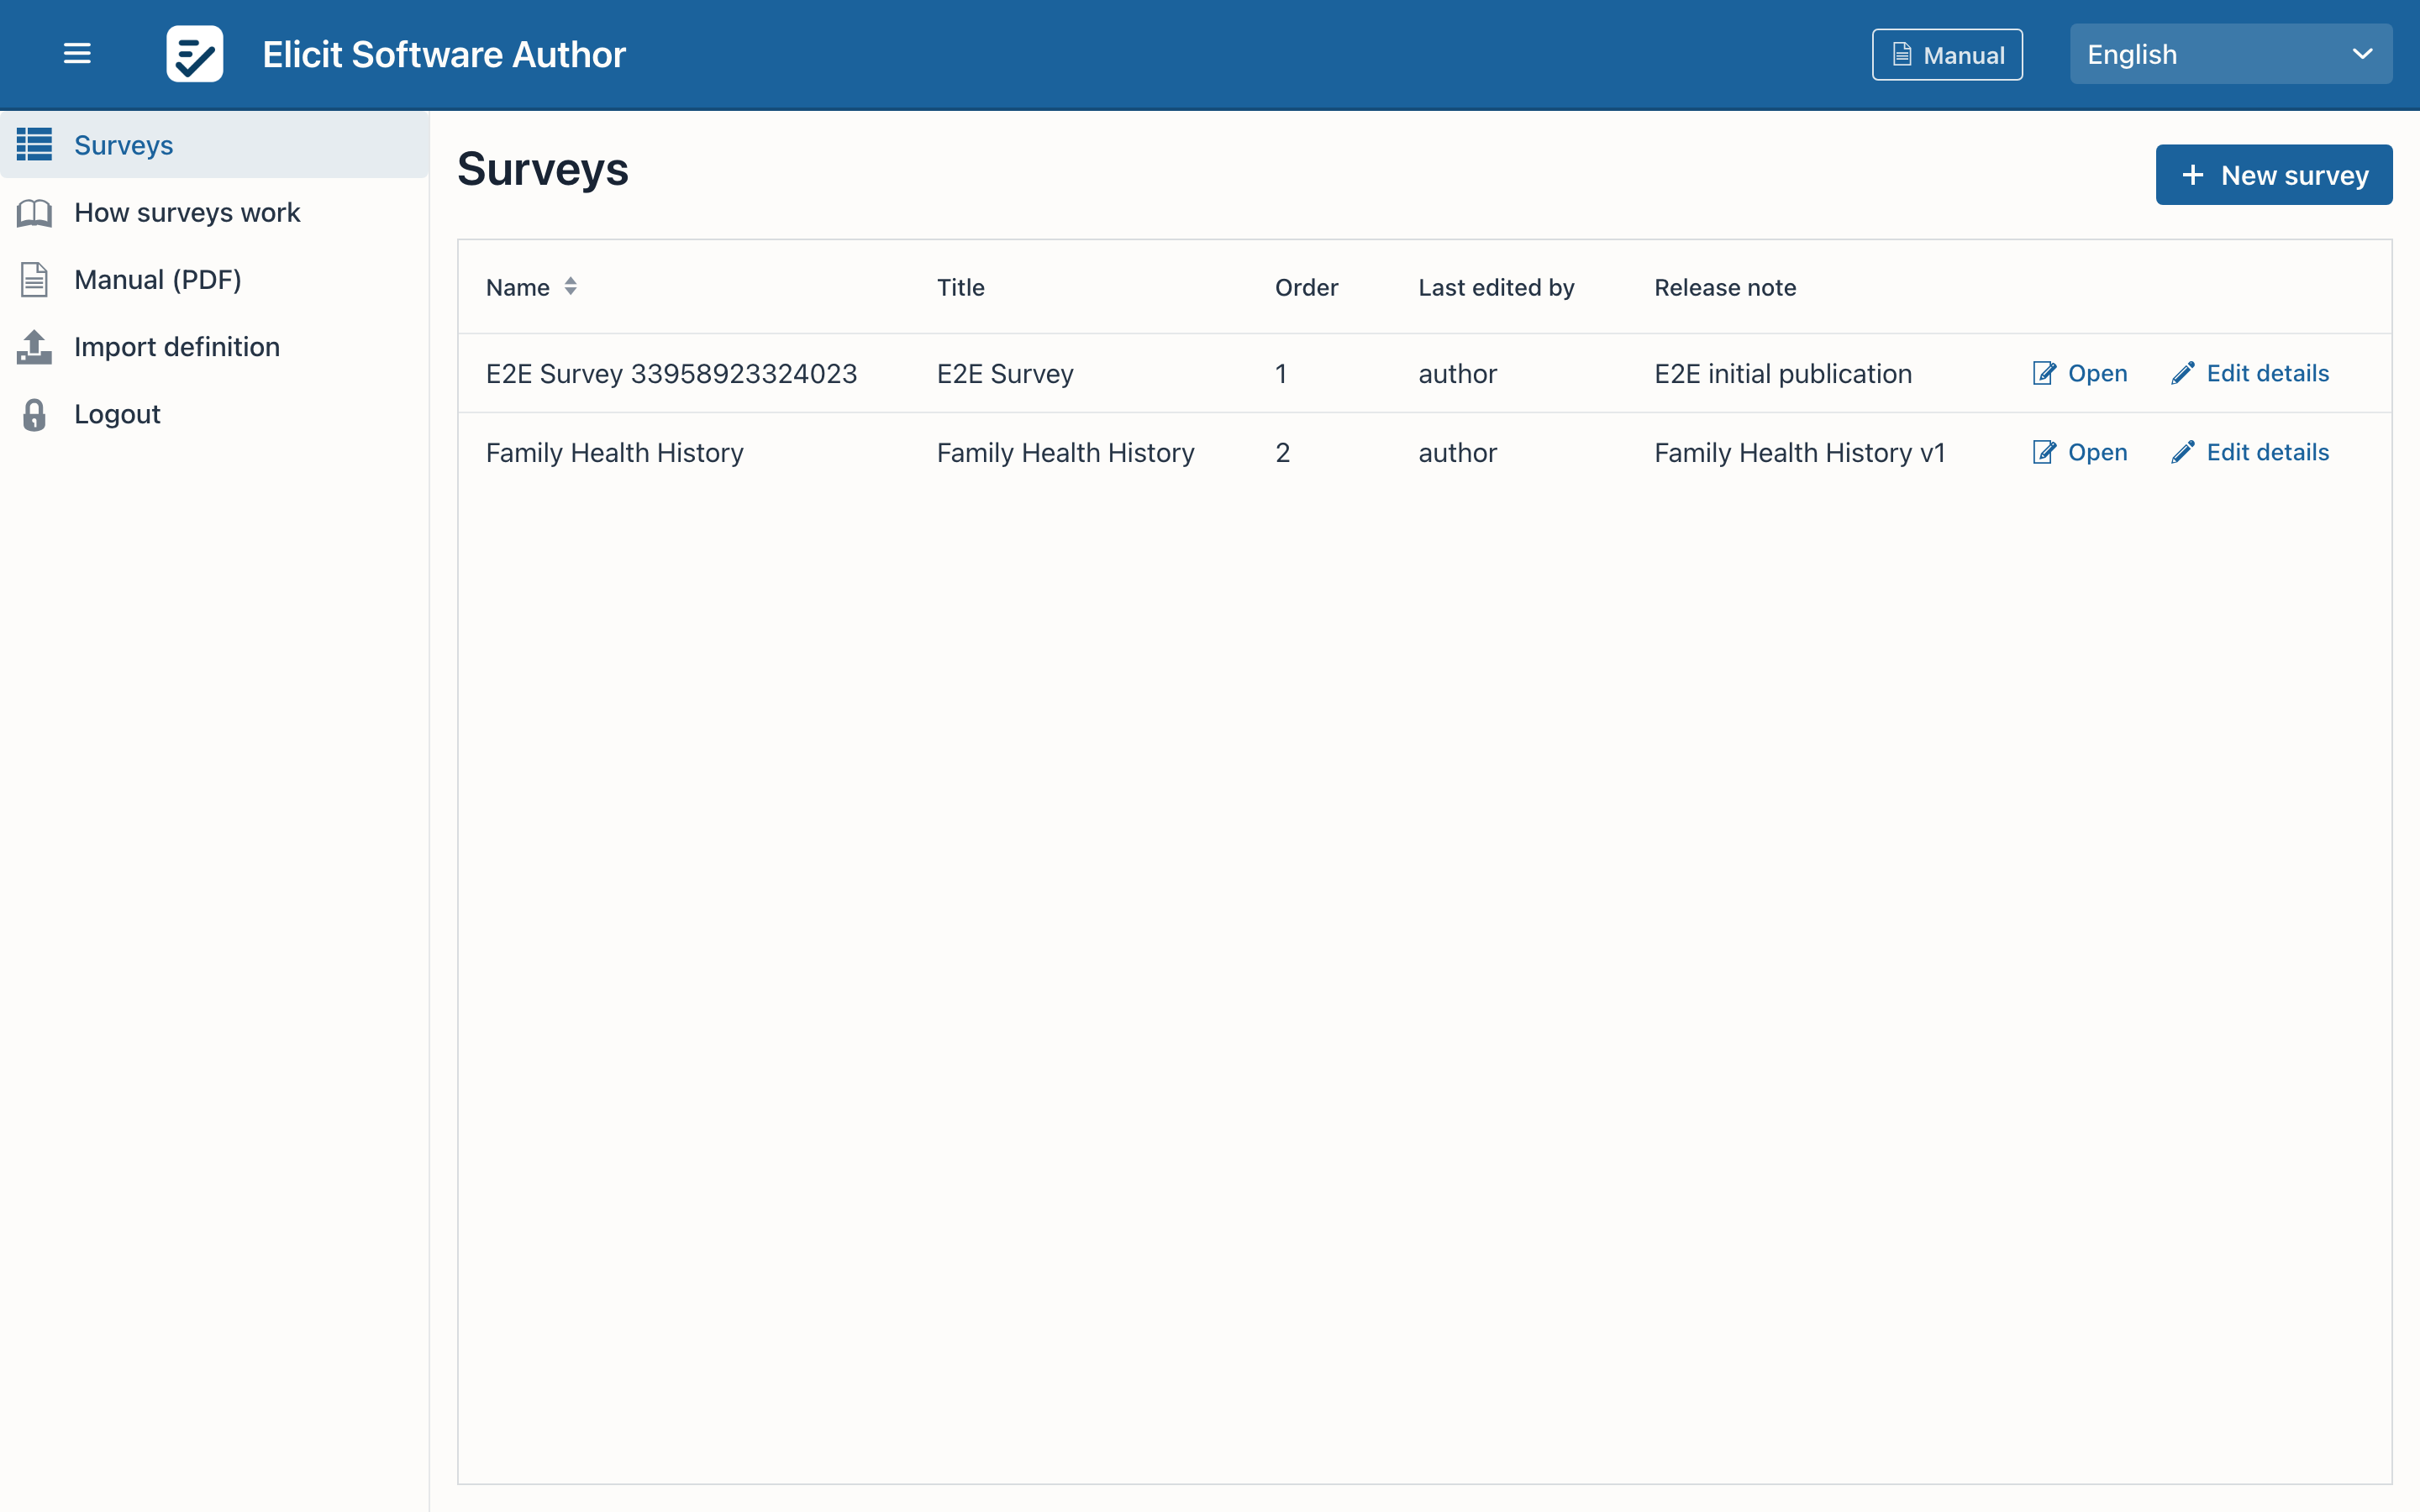 Elicit Software Author
Manual
English
Surveys
How surveys work
Manual (PDF)
Import definition
Logout
Surveys
New survey
Name Title Order Last edited by Release note
E2E Survey 33958923324023 E2E Survey 1 author E2E initial publication Open Edit details
Family Health History Family Health History 2 author Family Health History v1 Open Edit details